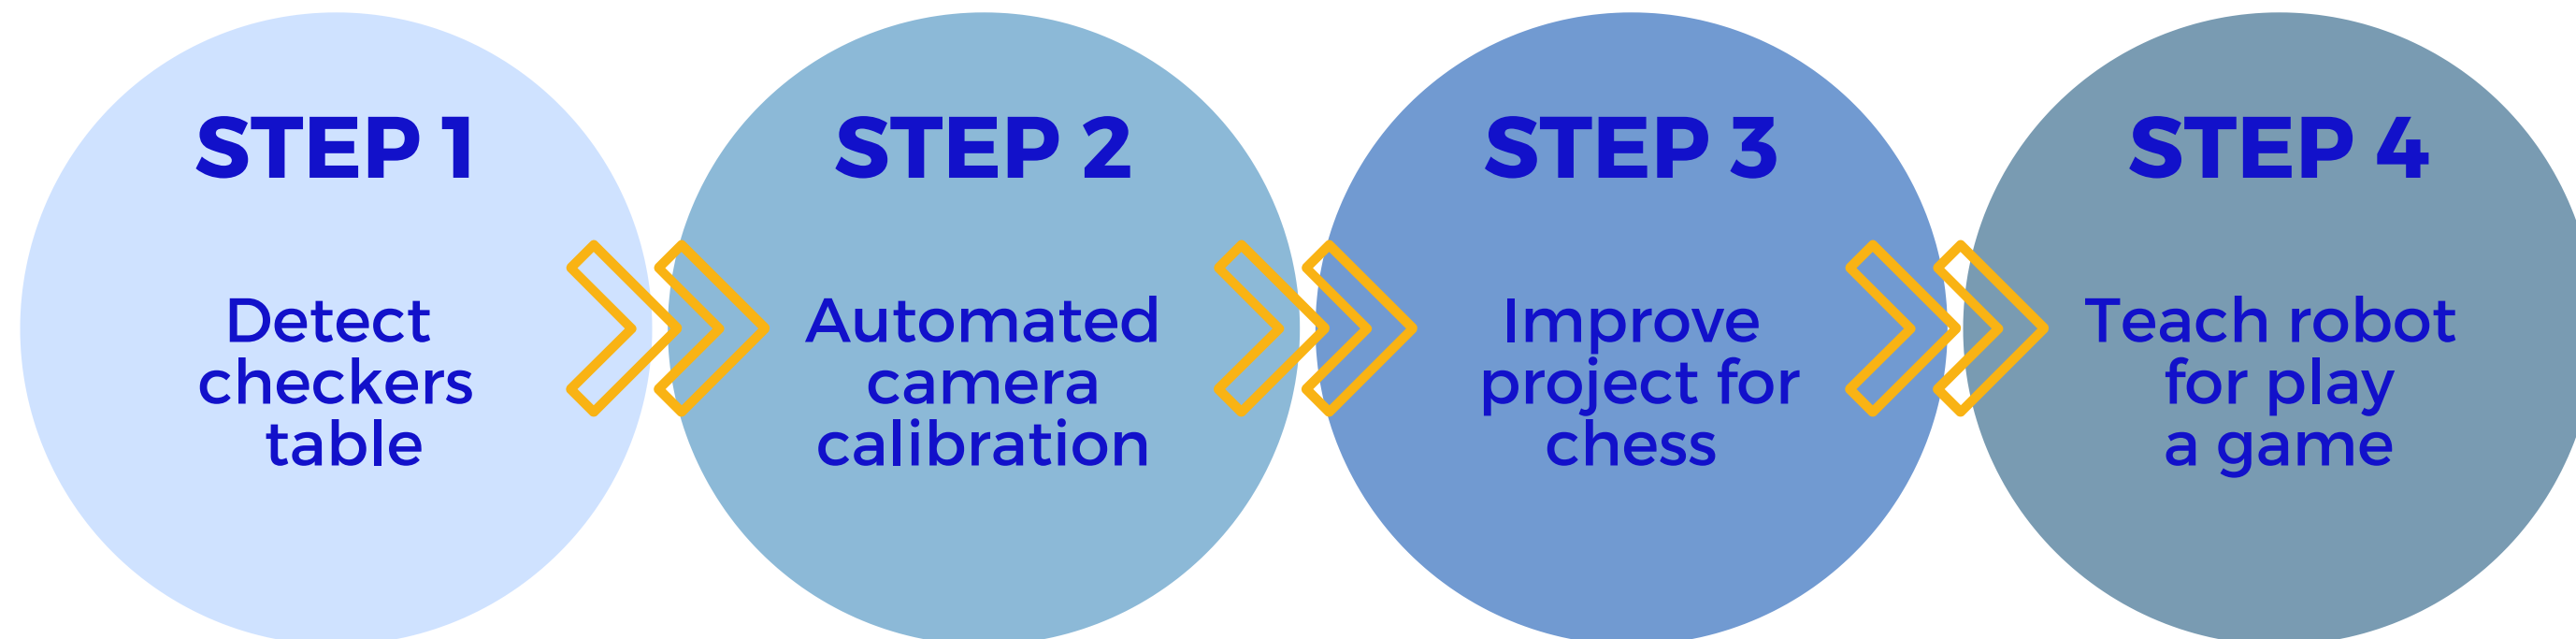 STEP 1
Detect
checkers
table
STEP 2
Automated
camera
calibration
STEP 3
Improve
project for
chess
STEP 4
Teach robot
for play
a game